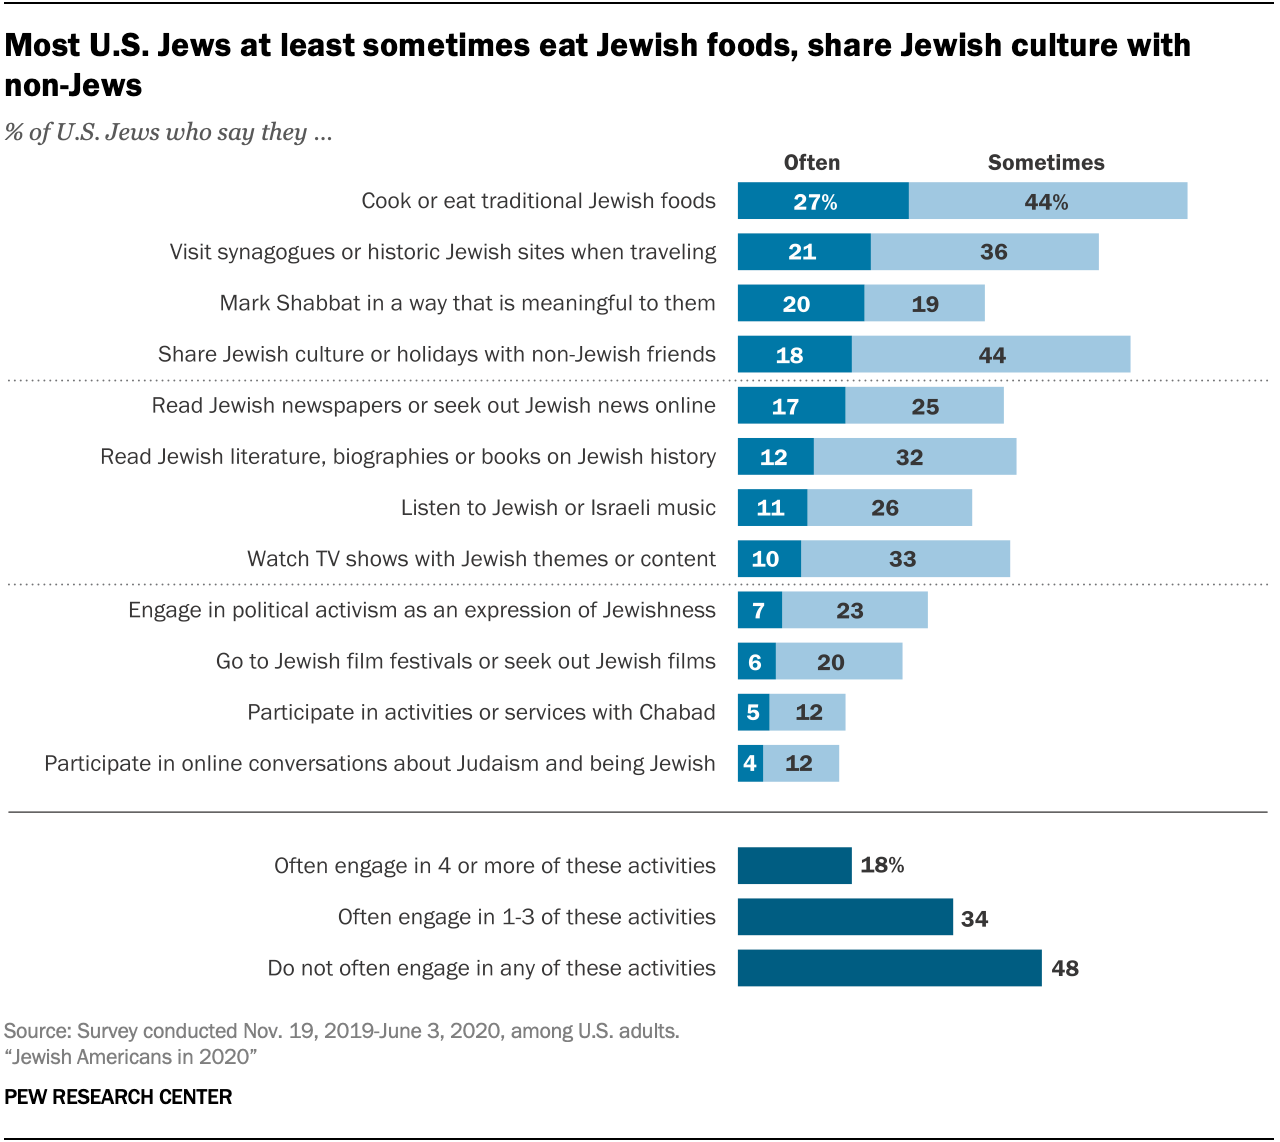 Most U.S. Jews at least sometimes eat Jewish foods, share Jewish culture with
non-Jews
% of U.S. Jews who say they ...
Often Sometimes
Cook or eat traditional Jewish foods 27% 44%
Visit synagogues or historic Jewish sites when traveling 21 36
Mark Shabbat in a way that is meaningful to them 20 19
Share Jewish culture or holidays with non-Jewish friends 18 44
Read Jewish newspapers or seek out Jewish news online 17 25
Read Jewish literature, biographies or books on Jewish history 12 32
Listen to Jewish or Israeli music 11 26
Watch TV shows with Jewish themes or content 10 33
Engage in political activism as an expression of Jewishness 7 23
Go to Jewish film festivals or seek out Jewish films 6 20
Participate in activities or services with Chabad 5 12
Participate in online conversations about Judaism and being Jewish 4 12
Often engage in 4 or more of these activities 18%
Often engage in 1-3 of these activities 34
Do not often engage in any of these activities 48
Source: Survey conducted Nov. 19, 2019-June 3, 2020, among U.S. adults.
“Jewish Americans in 2020”
PEW RESEARCH CENTER